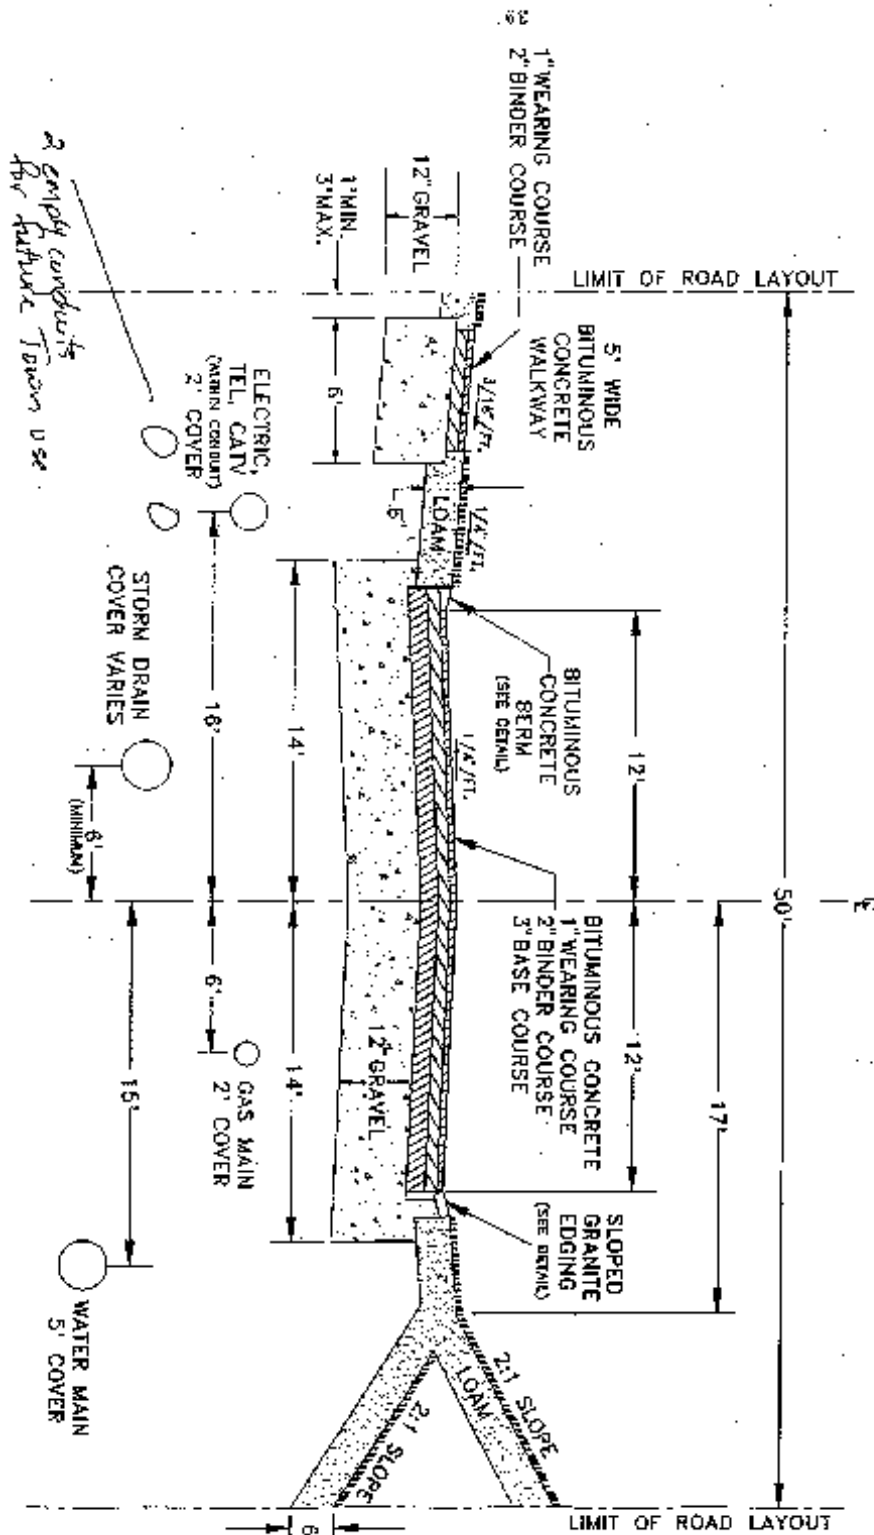 39
1" WEARING COURSE
2" BINDER COURSE
12" GRAVEL
1" MIN.
3" MAX.
LIMIT OF ROAD LAYOUT
5' WIDE
BITUMINOUS
CONCRETE
WALKWAY
3/16"/FT.
6'
LOAM
6"
1/4"/FT.
2 empty conduits
for future Town use.
ELECTRIC,
TEL, CATV
(WITHIN CONDUIT)
2' COVER
STORM DRAIN
COVER VARIES
6'
(MINIMUM)
16'
14'
BITUMINOUS
CONCRETE
BERM
(SEE DETAIL)
1/4"/FT.
12'
50'
BITUMINOUS CONCRETE
1" WEARING COURSE
2" BINDER COURSE
3" BASE COURSE
12'
17'
12" GRAVEL
14'
6'
GAS MAIN
2' COVER
15'
WATER MAIN
5' COVER
SLOPED
GRANITE
EDGING
(SEE DETAIL)
2:1 SLOPE
LOAM
2:1 SLOPE
6
LIMIT OF ROAD LAYOUT